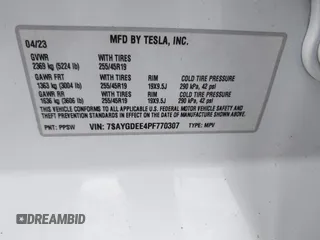 04/23 MFD BY TESLA, INC.
GVWR WITH TIRES
2369 kg (5224 lb) 255/45R19
GAWR FRT WITH TIRES RIM COLD TIRE PRESSURE
1363 kg (3004 lb) 255/45R19 19X9.5J 290 kPa, 42 psi
GAWR RR WITH TIRES RIM COLD TIRE PRESSURE
1636 kg (3606 lb) 255/45R19 19X9.5J 290 kPa, 42 psi
THIS VEHICLE CONFORMS TO ALL APPLICABLE U.S. FEDERAL MOTOR VEHICLE SAFETY AND
THEFT PREVENTION STANDARDS IN EFFECT ON THE DATE OF MANUFACTURE SHOWN ABOVE.
PNT: PPSW VIN: 7SAYGDEE4PF770307 TYPE: MPV
DREAMBID